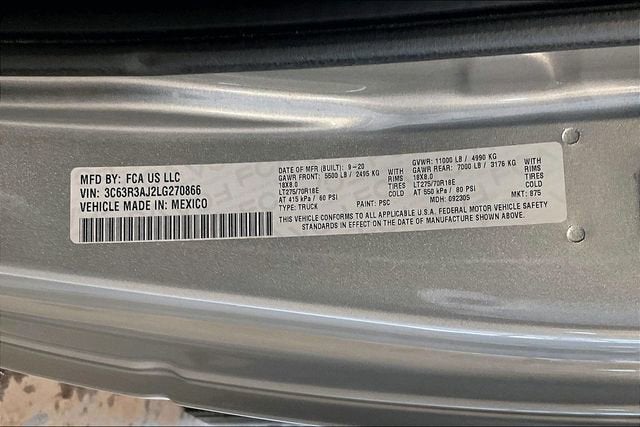 MFD BY: FCA US LLC
VIN: 3C63R3AJ2LG270866
VEHICLE MADE IN: MEXICO
DATE OF MFR (BUILT): 9-20
GAWR FRONT: 5500 LB / 2495 KG WITH
18X8.0 RIMS
LT275/70R18E
AT 415 kPa / 60 PSI COLD
TYPE: TRUCK PAINT: PSC
GVWR: 11000 LB / 4990 KG
GAWR REAR: 7000 LB / 3176 KG WITH
18X8.0 RIMS
LT275/70R18E
AT 550 kPa / 80 PSI COLD
MDH: 092305 MKT: 875
THIS VEHICLE CONFORMS TO ALL APPLICABLE U.S.A. FEDERAL MOTOR VEHICLE SAFETY
STANDARDS IN EFFECT ON THE DATE OF MANUFACTURE SHOWN ABOVE.